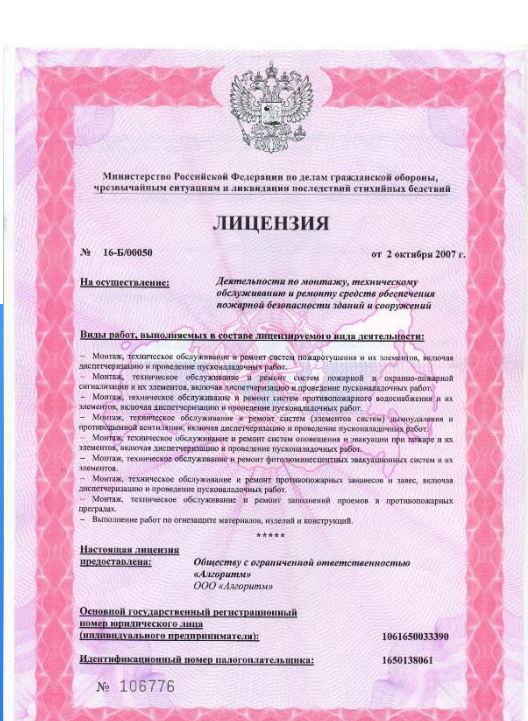 Министерство Российской Федерации по делам гражданской обороны,
чрезвычайным ситуациям и ликвидации последствий стихийных бедствий
ЛИЦЕНЗИЯ
№ 16-Б/00050 от 2 октября 2007 г.
На осуществление: Деятельности по монтажу, техническому
обслуживанию и ремонту средств обеспечения
пожарной безопасности зданий и сооружений
Виды работ, выполняемых в составе лицензируемого вида деятельности:
– Монтаж, техническое обслуживание и ремонт систем пожаротушения и их элементов, включая
диспетчеризацию и проведение пусконаладочных работ.
– Монтаж, техническое обслуживание и ремонт систем пожарной и охранно-пожарной
сигнализации и их элементов, включая диспетчеризацию и проведение пусконаладочных работ.
– Монтаж, техническое обслуживание и ремонт систем противопожарного водоснабжения и их
элементов, включая диспетчеризацию и проведение пусконаладочных работ.
– Монтаж, техническое обслуживание и ремонт систем (элементов систем) дымоудаления и
противодымной вентиляции, включая диспетчеризацию и проведение пусконаладочных работ.
– Монтаж, техническое обслуживание и ремонт систем оповещения и эвакуации при пожаре и их
элементов, включая диспетчеризацию и проведение пусконаладочных работ.
– Монтаж, техническое обслуживание и ремонт фотолюминесцентных эвакуационных систем и их
элементов.
– Монтаж, техническое обслуживание и ремонт противопожарных занавесов и завес, включая
диспетчеризацию и проведение пусконаладочных работ.
– Монтаж, техническое обслуживание и ремонт заполнений проемов в противопожарных
преградах.
– Выполнение работ по огнезащите материалов, изделий и конструкций.
*****
Настоящая лицензия
предоставлена: Обществу с ограниченной ответственностью
«Алгоритм»
ООО «Алгоритм»
Основной государственный регистрационный
номер юридического лица
(индивидуального предпринимателя): 1061650033390
Идентификационный номер налогоплательщика: 1650138061
№ 106776